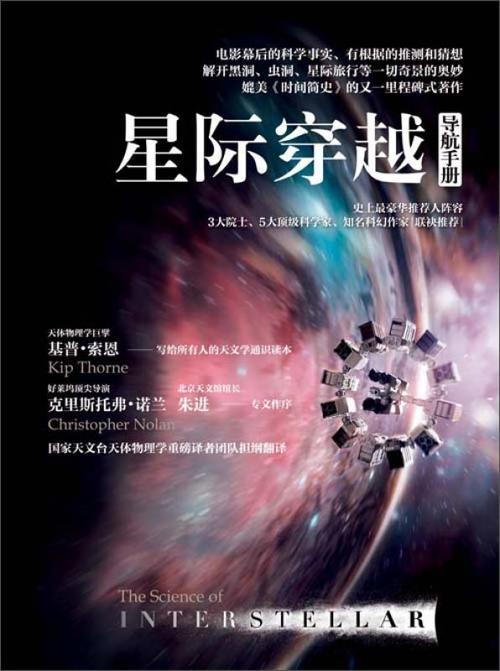 电影幕后的科学事实、有根据的推测和猜想
解开黑洞、虫洞、星际旅行等一切奇景的奥妙
媲美《时间简史》的又一里程碑式著作
星际穿越 导航手册
史上最豪华推荐人阵容
3大院士、5大顶级科学家、知名科幻作家|联袂推荐|
天体物理学巨擘
基普·索恩 —— 写给所有人的天文学通识读本
Kip Thorne
好莱坞顶尖导演 北京天文馆馆长
克里斯托弗·诺兰 朱进 —— 专文作序
Christopher Nolan
国家天文台天体物理学重磅译者团队担纲翻译
The Science of
INTERSTELLAR